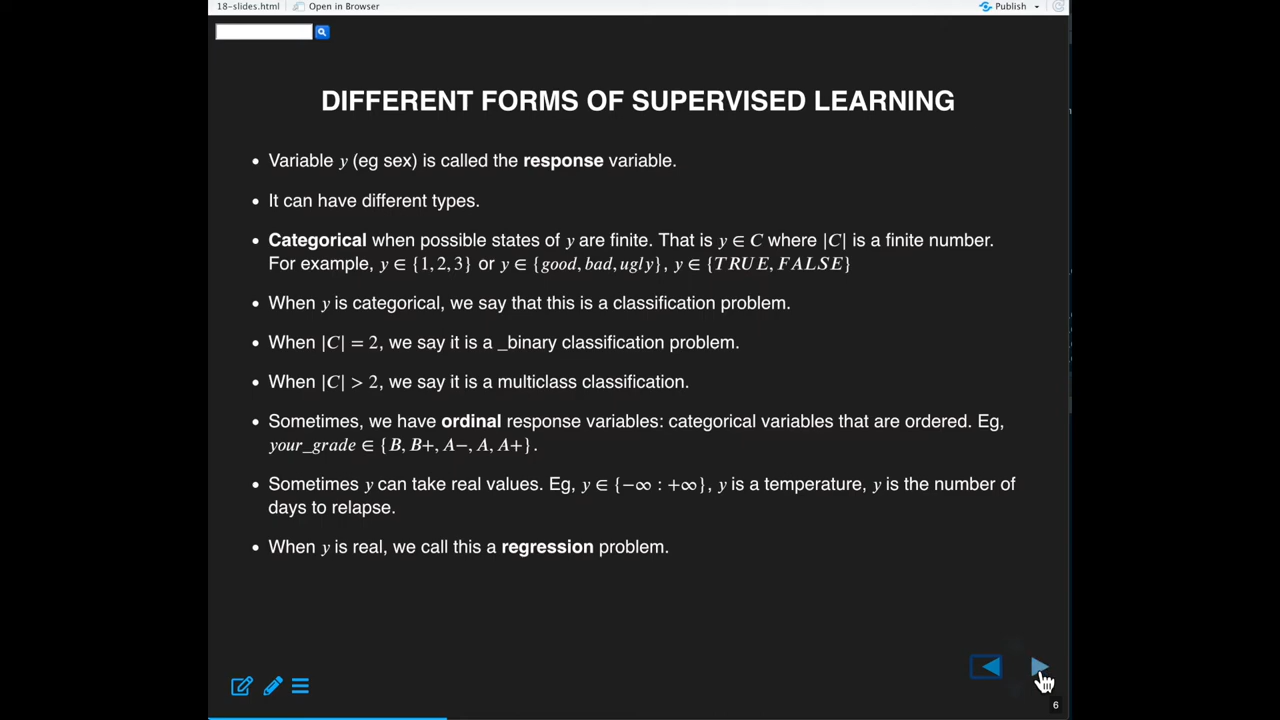 18-slides.html Open in Browser Publish
DIFFERENT FORMS OF SUPERVISED LEARNING
• Variable y (eg sex) is called the response variable.
• It can have different types.
• Categorical when possible states of y are finite. That is y ∈ C where |C| is a finite number.
For example, y ∈ {1, 2, 3} or y ∈ {good, bad, ugly}, y ∈ {TRUE, FALSE}
• When y is categorical, we say that this is a classification problem.
• When |C| = 2, we say it is a _binary classification problem.
• When |C| > 2, we say it is a multiclass classification.
• Sometimes, we have ordinal response variables: categorical variables that are ordered. Eg,
your_grade ∈ {B, B+, A−, A, A+}.
• Sometimes y can take real values. Eg, y ∈ {−∞ : +∞}, y is a temperature, y is the number of
days to relapse.
• When y is real, we call this a regression problem.
6